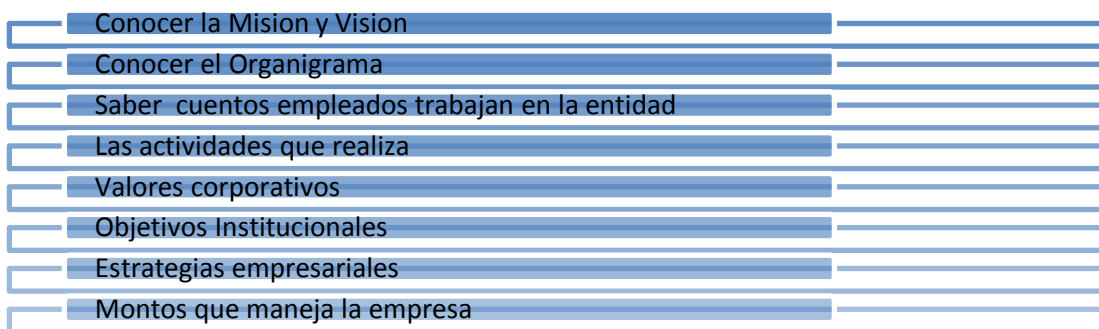 Conocer la Mision y Vision
Conocer el Organigrama
Saber cuentos empleados trabajan en la entidad
Las actividades que realiza
Valores corporativos
Objetivos Institucionales
Estrategias empresariales
Montos que maneja la empresa